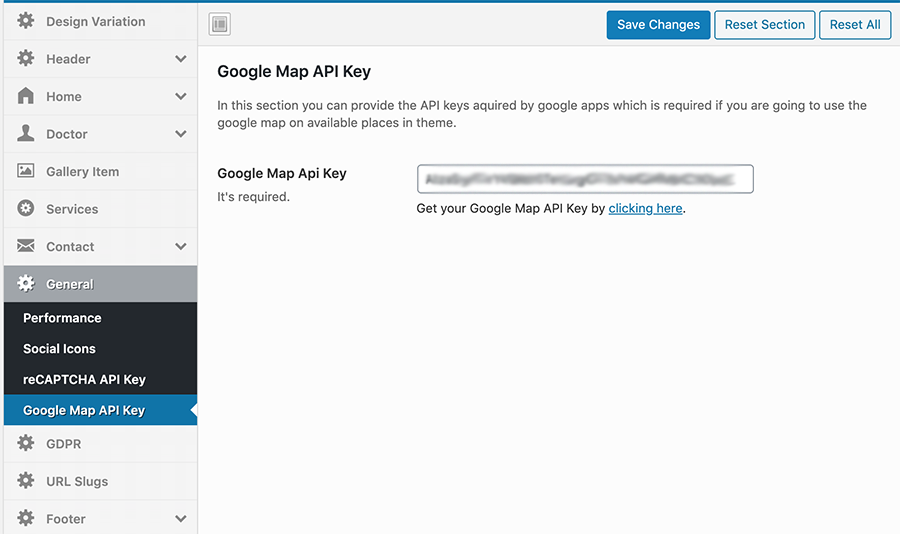 Design Variation
Header
Home
Doctor
Gallery Item
Services
Contact
General
Performance
Social Icons
reCAPTCHA API Key
Google Map API Key
GDPR
URL Slugs
Footer
Save Changes
Reset Section
Reset All
Google Map API Key
In this section you can provide the API keys aquired by google apps which is required if you are going to use the
google map on available places in theme.
Google Map Api Key
It's required.
Get your Google Map API Key by clicking here.